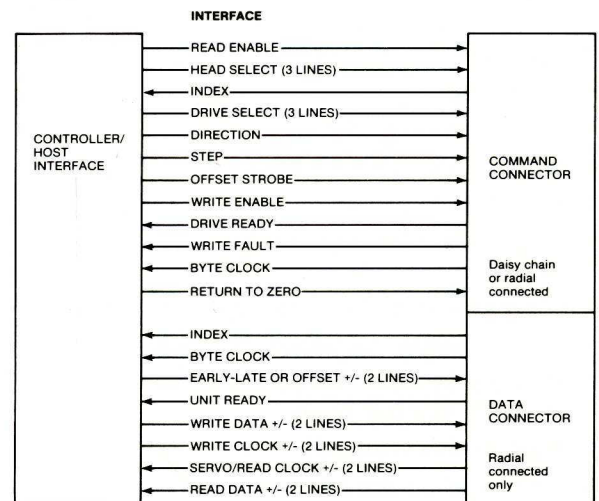 INTERFACE
READ ENABLE
HEAD SELECT (3 LINES)
INDEX
DRIVE SELECT (3 LINES)
DIRECTION
STEP
OFFSET STROBE
WRITE ENABLE
DRIVE READY
WRITE FAULT
BYTE CLOCK
RETURN TO ZERO
CONTROLLER/
HOST
INTERFACE
COMMAND
CONNECTOR
Daisy chain
or radial
connected
INDEX
BYTE CLOCK
EARLY-LATE OR OFFSET +/- (2 LINES)
UNIT READY
WRITE DATA +/- (2 LINES)
WRITE CLOCK +/- (2 LINES)
SERVO/READ CLOCK +/- (2 LINES)
READ DATA +/- (2 LINES)
DATA
CONNECTOR
Radial
connected
only